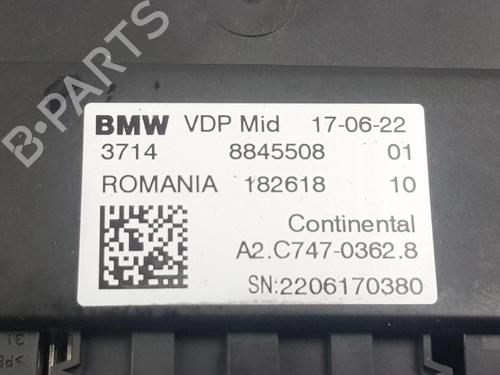 B-PARTS
BMW VDP Mid 17-06-22
3714 8845508 01
ROMANIA 182618 10
Continental
A2.C747-0362.8
SN:2206170380